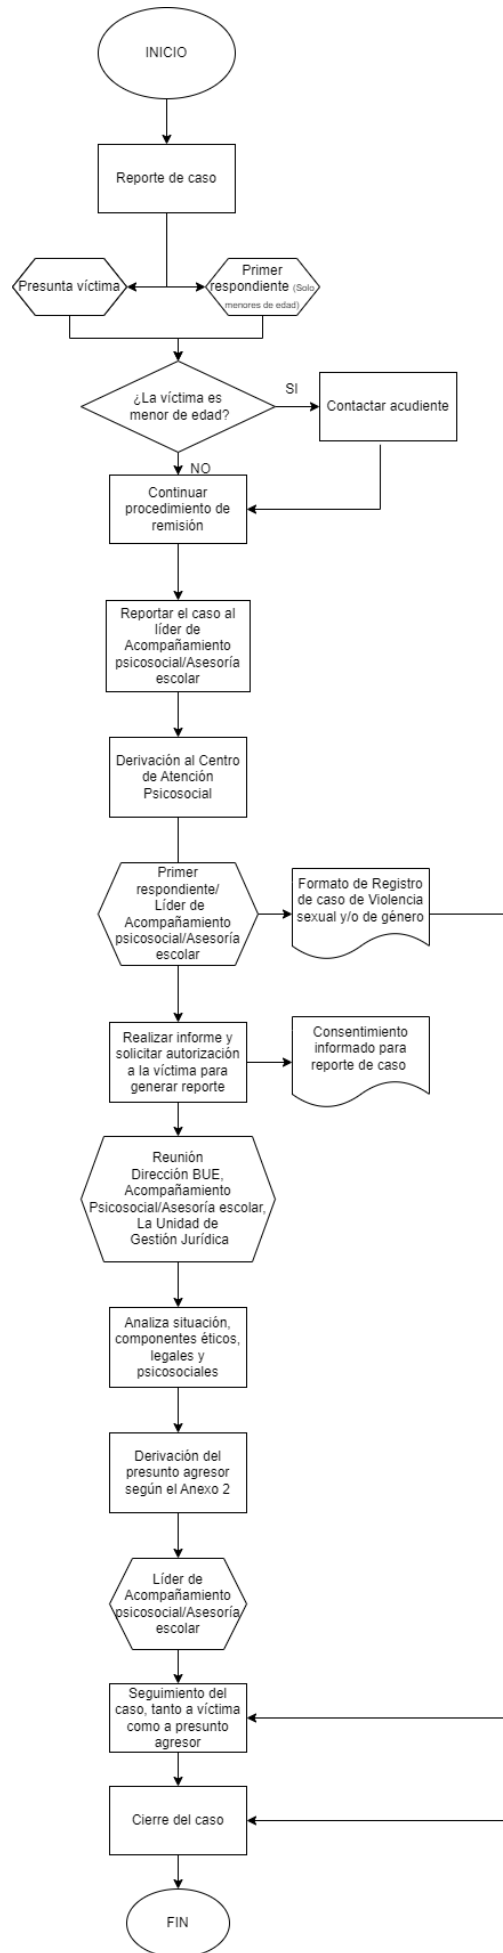 INICIO
Reporte de caso
Presunta víctima
Primer
respondiente (Solo
menores de edad)
¿La víctima es
menor de edad?
SI
Contactar acudiente
NO
Continuar
procedimiento de
remisión
Reportar el caso al
líder de
Acompañamiento
psicosocial/Asesoría
escolar
Derivación al Centro
de Atención
Psicosocial
Primer
respondiente/
Líder de
Acompañamiento
psicosocial/Asesoría
escolar
Formato de Registro
de caso de Violencia
sexual y/o de género
Realizar informe y
solicitar autorización
a la víctima para
generar reporte
Consentimiento
informado para
reporte de caso
Reunión
Dirección BUE,
Acompañamiento
Psicosocial/Asesoría escolar,
La Unidad de
Gestión Jurídica
Analiza situación,
componentes éticos,
legales y
psicosociales
Derivación del
presunto agresor
según el Anexo 2
Líder de
Acompañamiento
psicosocial/Asesoría
escolar
Seguimiento del
caso, tanto a víctima
como a presunto
agresor
Cierre del caso
FIN